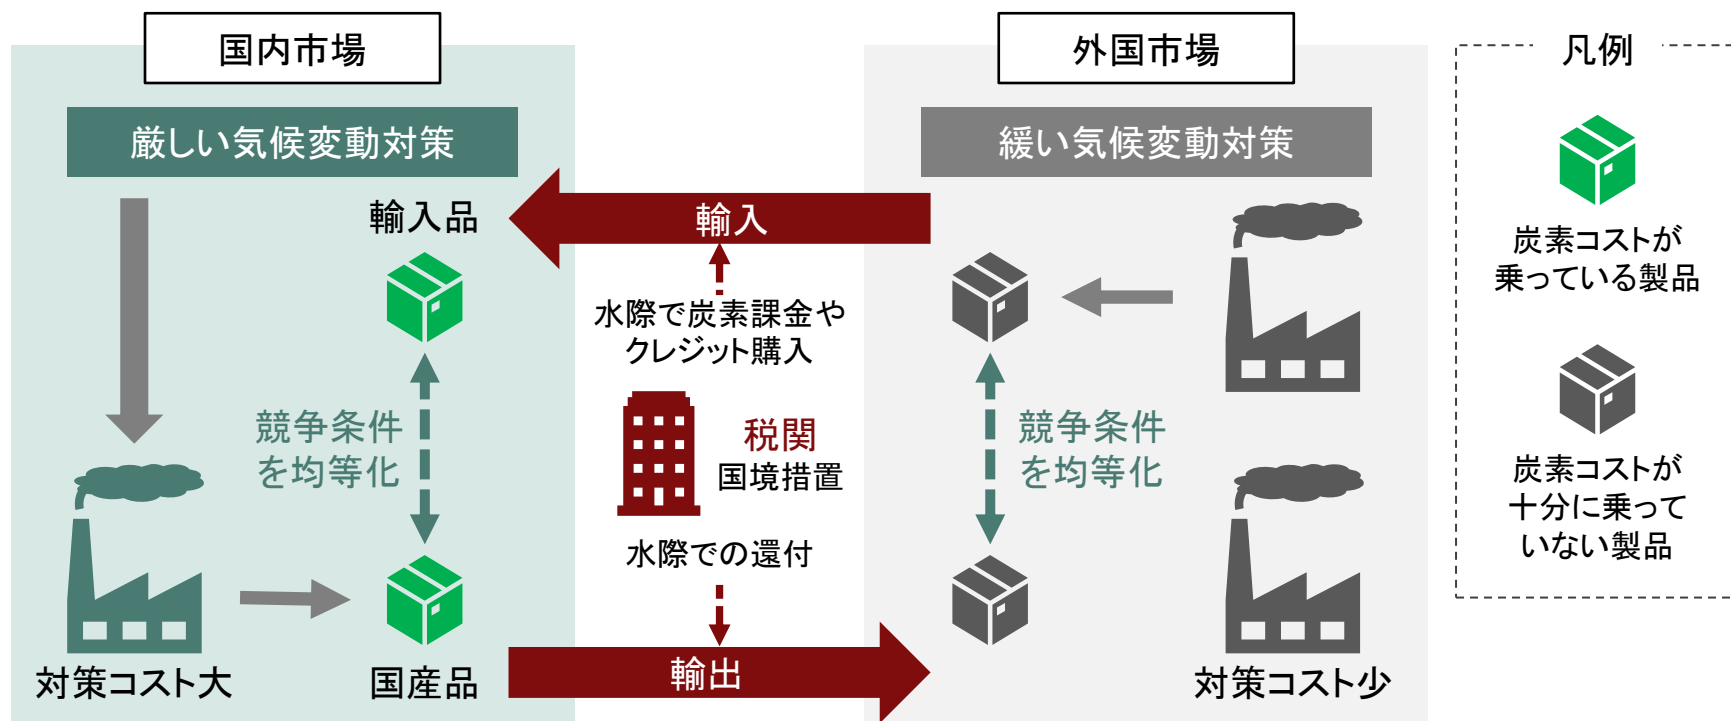 国内市場
厳しい気候変動対策
輸入品
競争条件
を均等化
対策コスト大
国産品
輸入
水際で炭素課金や
クレジット購入
税関
国境措置
水際での還付
輸出
外国市場
緩い気候変動対策
競争条件
を均等化
対策コスト少
凡例
炭素コストが
乗っている製品
炭素コストが
十分に乗って
いない製品